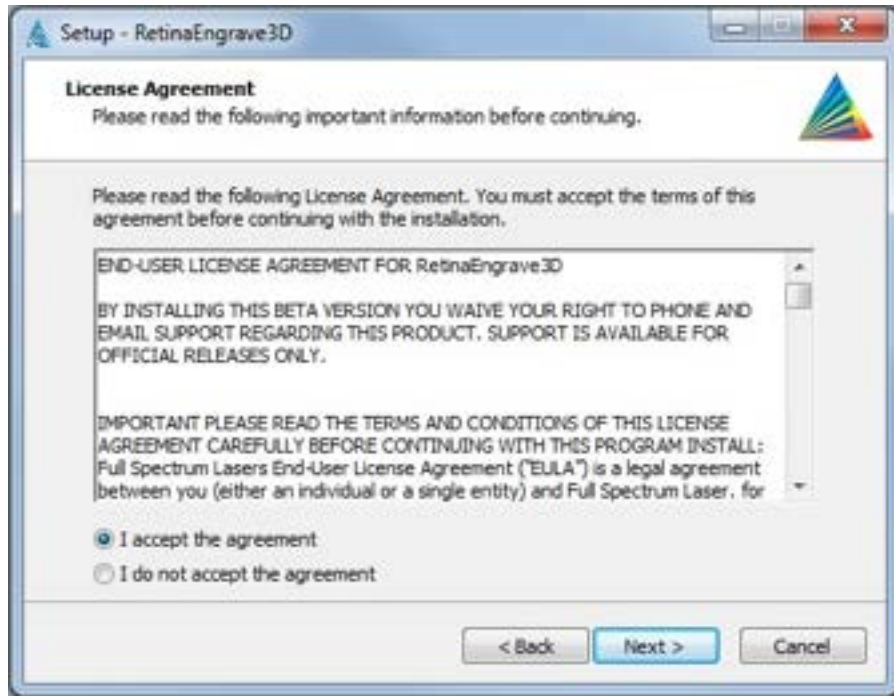 Setup - RetinaEngrave3D
License Agreement
Please read the following important information before continuing.
Please read the following License Agreement. You must accept the terms of this
agreement before continuing with the installation.
END-USER LICENSE AGREEMENT FOR RetinaEngrave3D
BY INSTALLING THIS BETA VERSION YOU WAIVE YOUR RIGHT TO PHONE AND
EMAIL SUPPORT REGARDING THIS PRODUCT. SUPPORT IS AVAILABLE FOR
OFFICIAL RELEASES ONLY.
IMPORTANT PLEASE READ THE TERMS AND CONDITIONS OF THIS LICENSE
AGREEMENT CAREFULLY BEFORE CONTINUING WITH THIS PROGRAM INSTALL:
Full Spectrum Lasers End-User License Agreement ("EULA") is a legal agreement
between you (either an individual or a single entity) and Full Spectrum Laser. for
I accept the agreement
I do not accept the agreement
< Back
Next >
Cancel